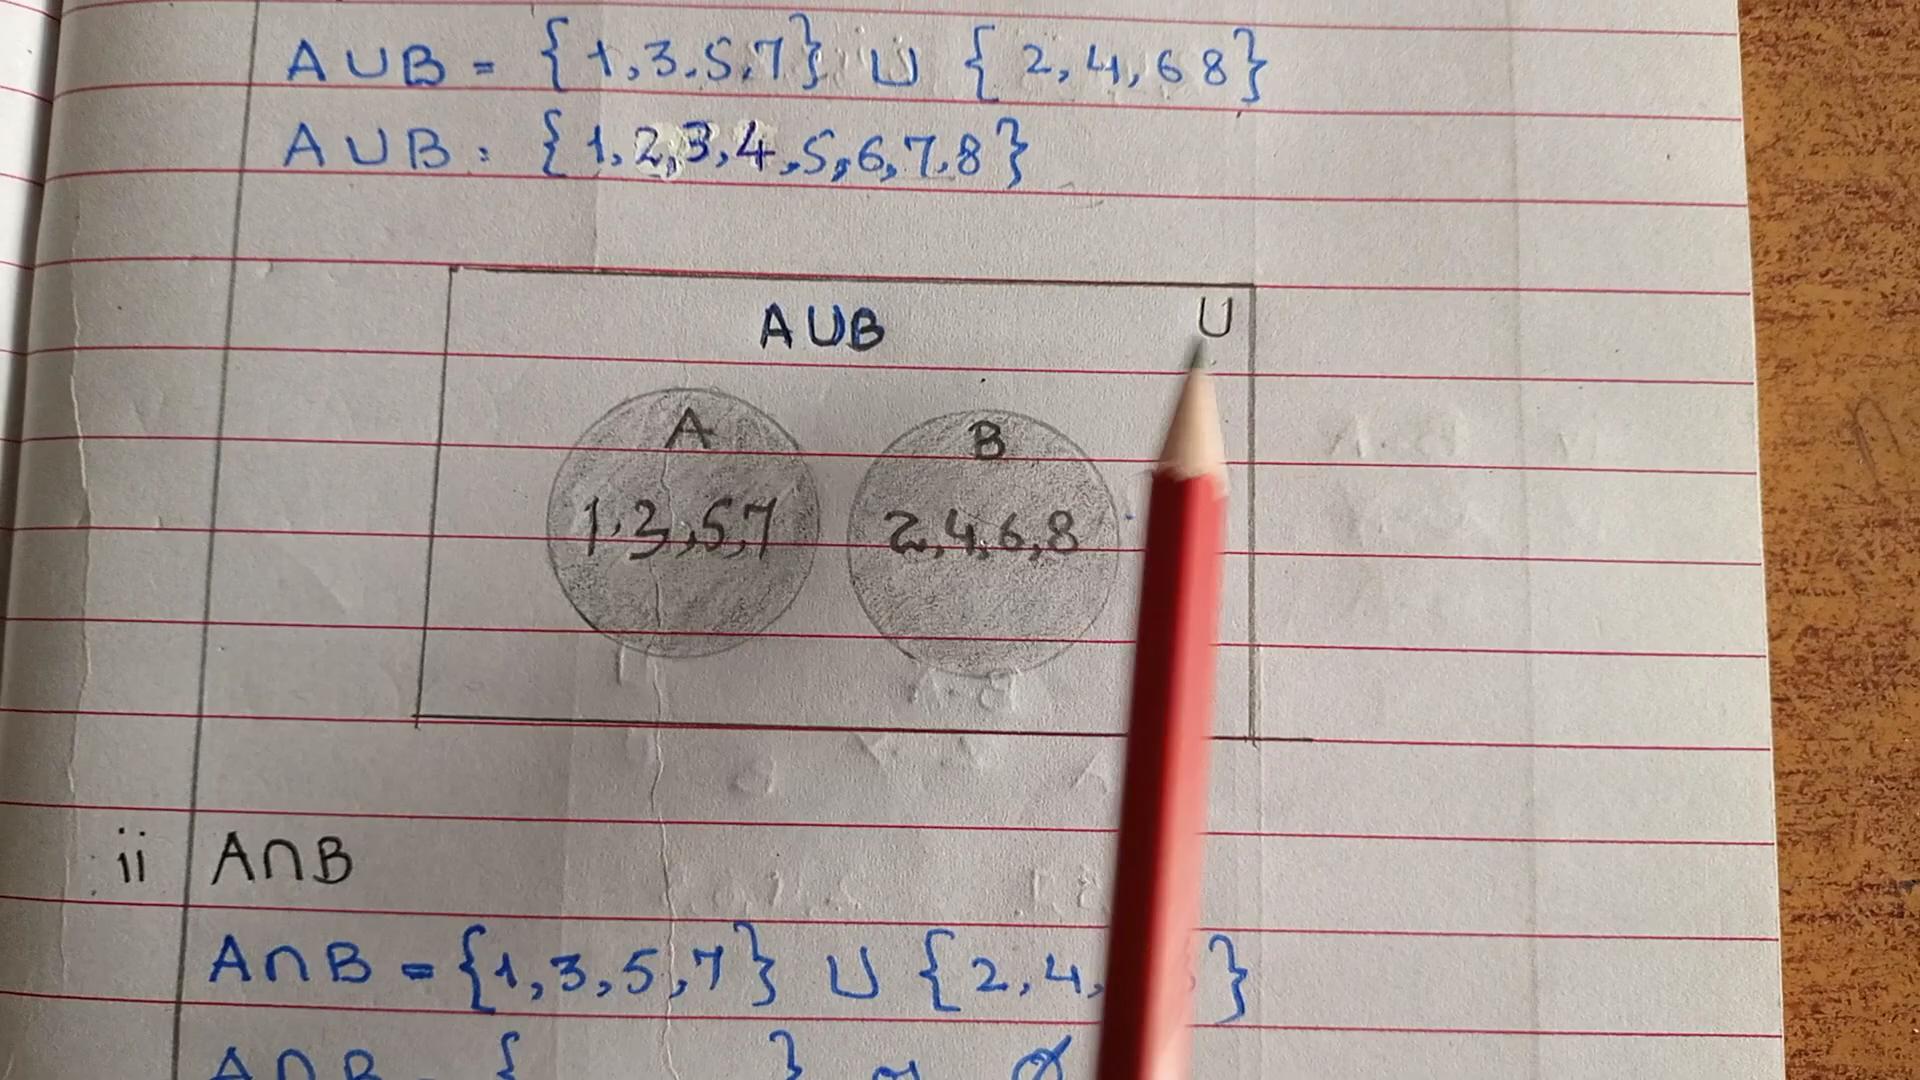 A∪B = {1,3.5,7} ∪ {2,4,6 8}
A∪B : {1,2,3,4,5,6,7,8}
A∪B U
A B
1,3,5,7 2,4,6,8
ii A∩B
A∩B = {1,3,5,7} ∪ {2,4, }
A∩B = { } or ∅